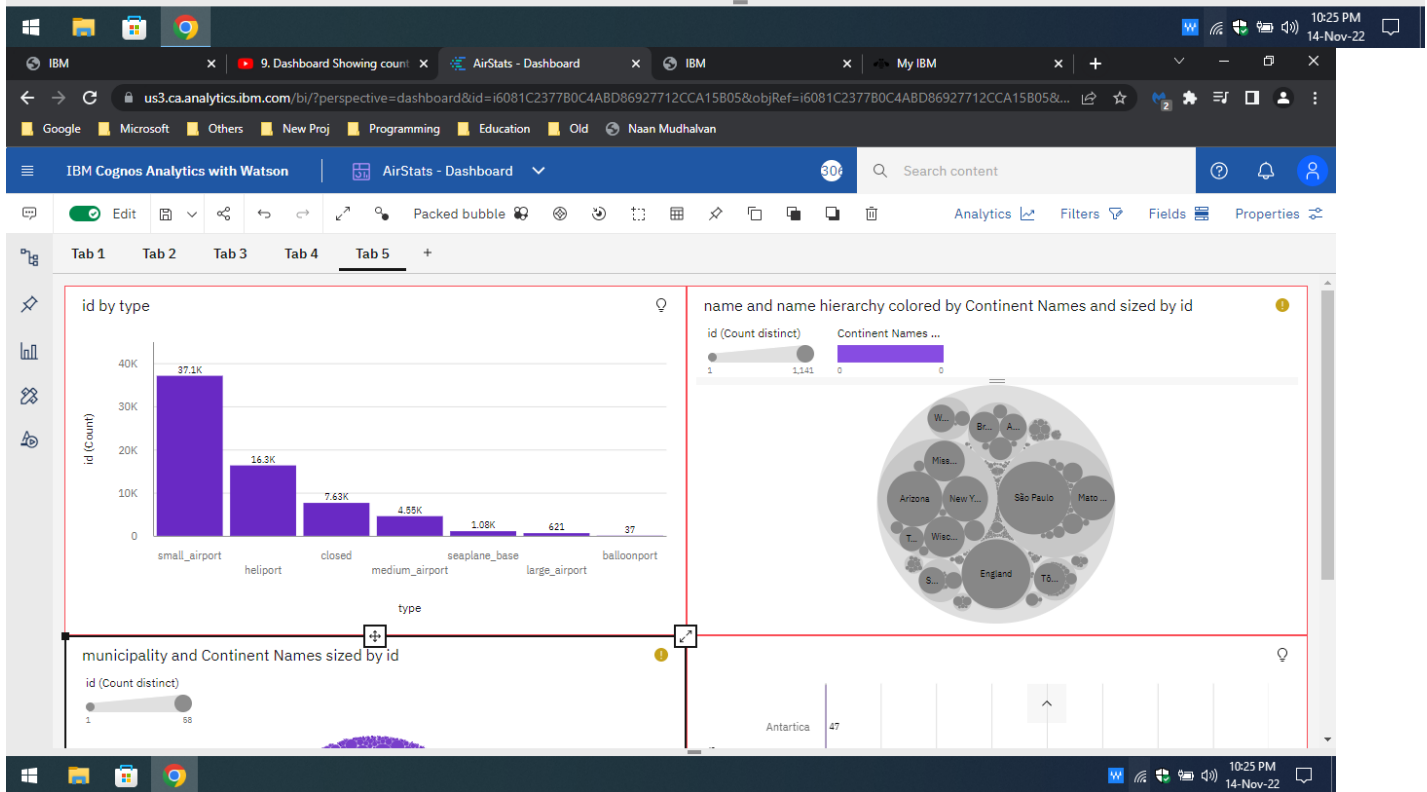 10:25 PM
14-Nov-22
IBM
9. Dashboard Showing count
AirStats - Dashboard
IBM
My IBM
us3.ca.analytics.ibm.com/bi/?perspective=dashboard&id=i6081C2377B0C4ABD86927712CCA15B05&objRef=i6081C2377B0C4ABD86927712CCA15B05&...
2
Google Microsoft Others New Proj Programming Education Old Naan Mudhalvan
IBM Cognos Analytics with Watson
AirStats - Dashboard
Search content
Edit
Packed bubble
Analytics
Filters
Fields
Properties
Tab 1 Tab 2 Tab 3 Tab 4 Tab 5 +
id by type
id (Count)
40K
30K
20K
10K
0
37.1K
16.3K
7.63K
4.55K
1.08K
621
37
small_airport
heliport
closed
medium_airport
seaplane_base
large_airport
balloonport
type
name and name hierarchy colored by Continent Names and sized by id
id (Count distinct)
1 1,141
Continent Names ...
0 0
W...
Br...
A...
Miss...
Arizona
New Y...
São Paulo
Mato ...
T...
Wisc...
S...
England
Tō...
municipality and Continent Names sized by id
id (Count distinct)
1 58
Antartica
47
10:25 PM
14-Nov-22